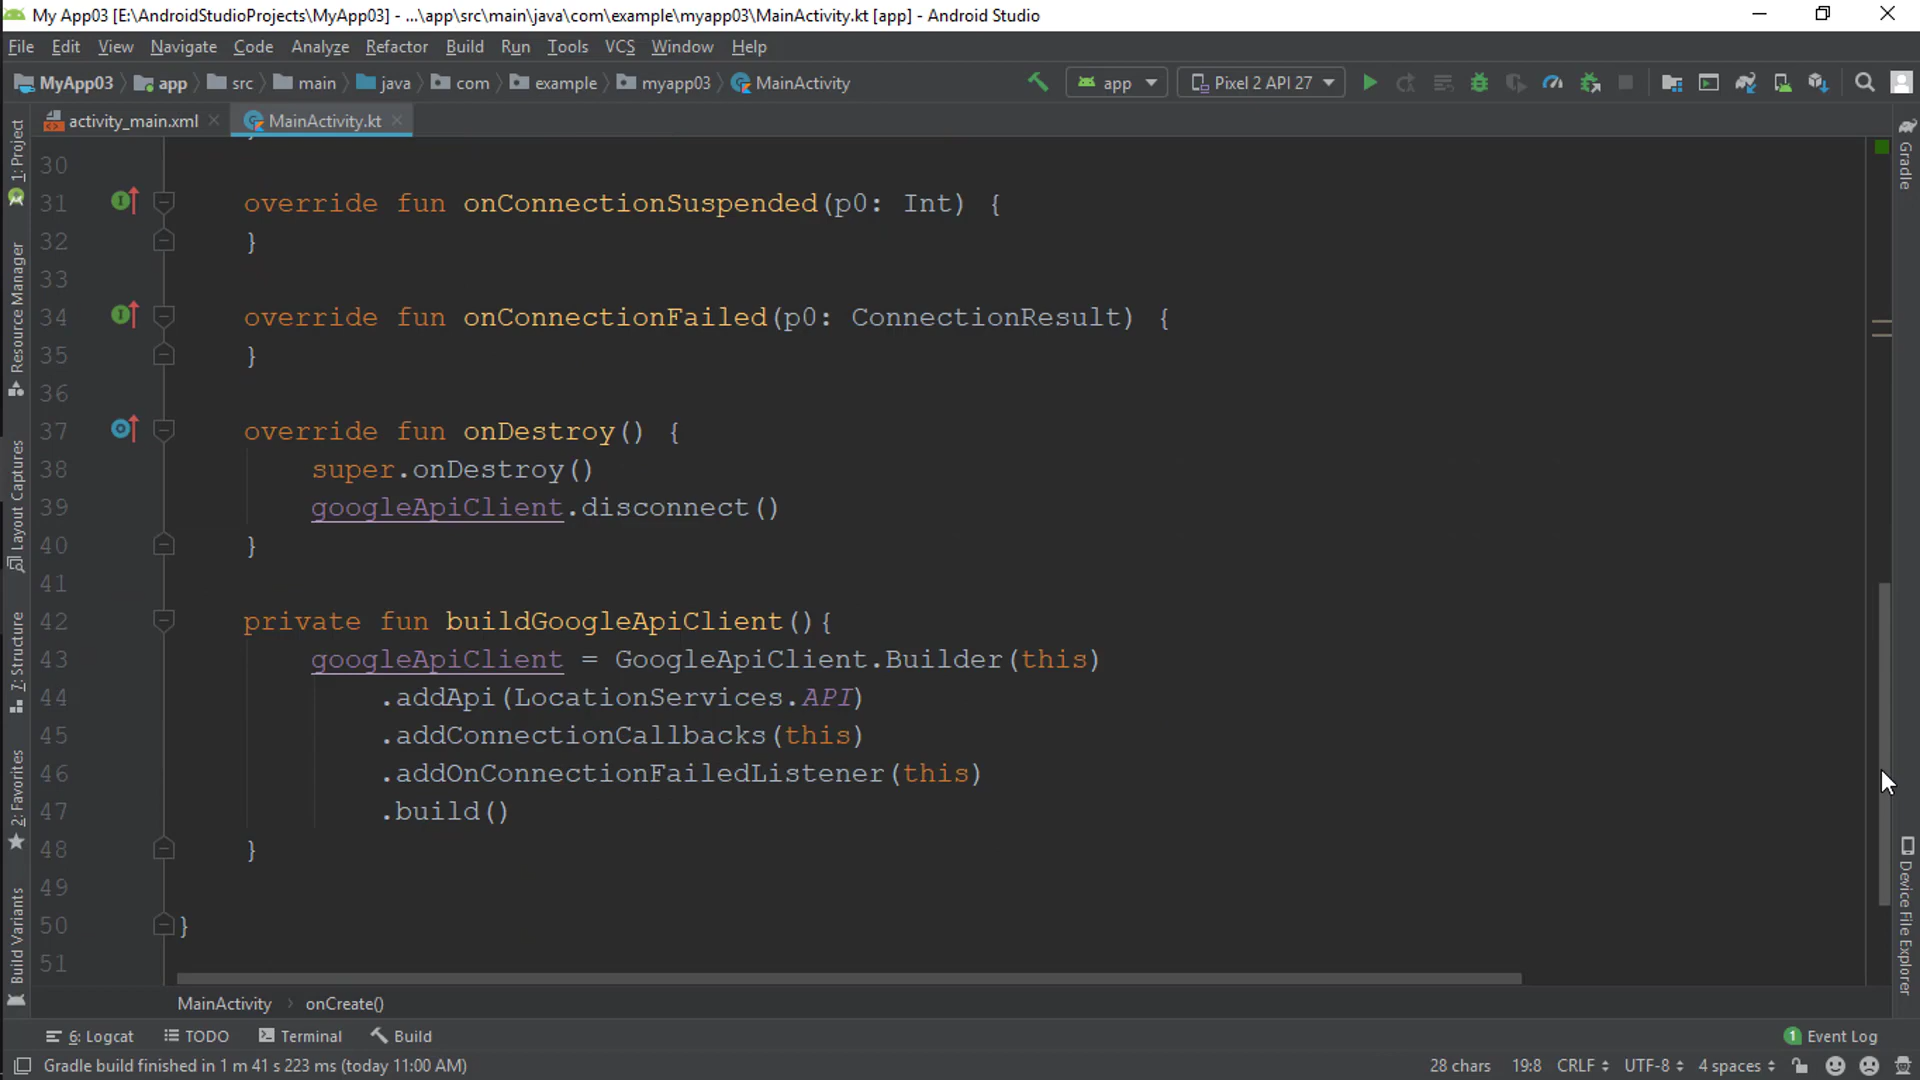 My App03 [E:\AndroidStudioProjects\MyApp03] - ...\app\src\main\java\com\example\myapp03\MainActivity.kt [app] - Android Studio
File Edit View Navigate Code Analyze Refactor Build Run Tools VCS Window Help
MyApp03 app src main java com example myapp03 MainActivity app Pixel 2 API 27
activity_main.xml MainActivity.kt
30
31 override fun onConnectionSuspended(p0: Int) {
32 }
33
34 override fun onConnectionFailed(p0: ConnectionResult) {
35 }
36
37 override fun onDestroy() {
38 super.onDestroy()
39 googleApiClient.disconnect()
40 }
41
42 private fun buildGoogleApiClient(){
43 googleApiClient = GoogleApiClient.Builder(this)
44 .addApi(LocationServices.API)
45 .addConnectionCallbacks(this)
46 .addOnConnectionFailedListener(this)
47 .build()
48 }
49
50 }
51
MainActivity › onCreate()
6: Logcat TODO Terminal Build 1 Event Log
Gradle build finished in 1 m 41 s 223 ms (today 11:00 AM) 28 chars 19:8 CRLF UTF-8 4 spaces
1: Project
Resource Manager
Layout Captures
7: Structure
2: Favorites
Build Variants
Gradle
Device File Explorer